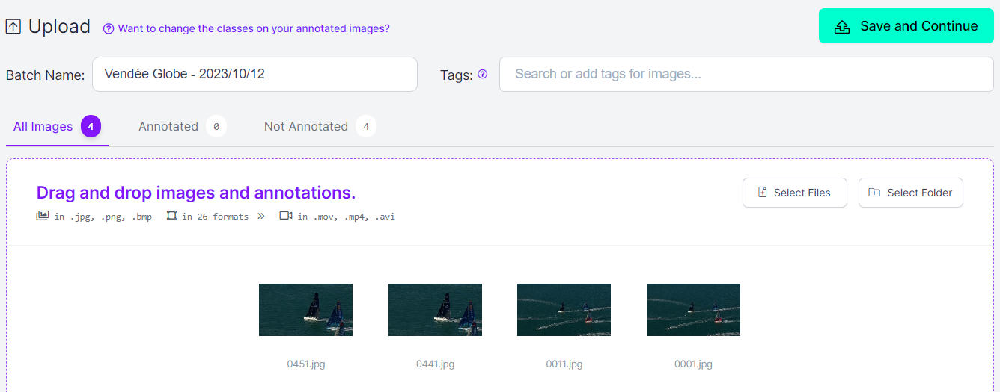 Upload Want to change the classes on your annotated images? Save and Continue
Batch Name: Vendée Globe - 2023/10/12 Tags: Search or add tags for images...
All Images 4 Annotated 0 Not Annotated 4
Drag and drop images and annotations. Select Files Select Folder
in .jpg, .png, .bmp in 26 formats in .mov, .mp4, .avi
0451.jpg 0441.jpg 0011.jpg 0001.jpg